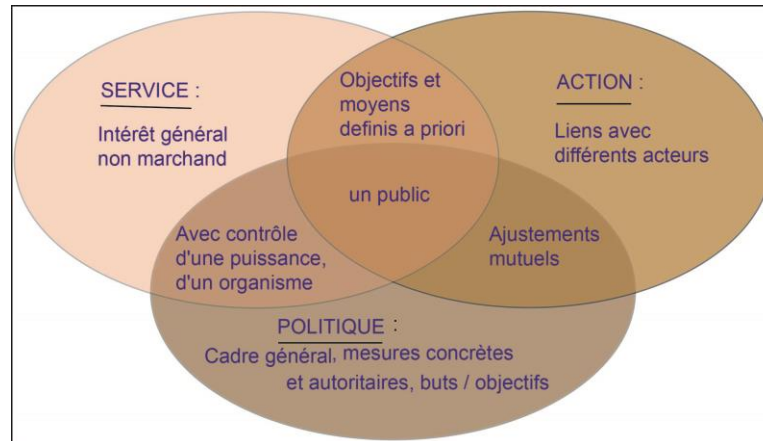 SERVICE :
Intérêt général
non marchand
Objectifs et
moyens
definis a priori
ACTION :
Liens avec
différents acteurs
un public
Avec contrôle
d'une puissance,
d'un organisme
Ajustements
mutuels
POLITIQUE :
Cadre général, mesures concrètes
et autoritaires, buts / objectifs